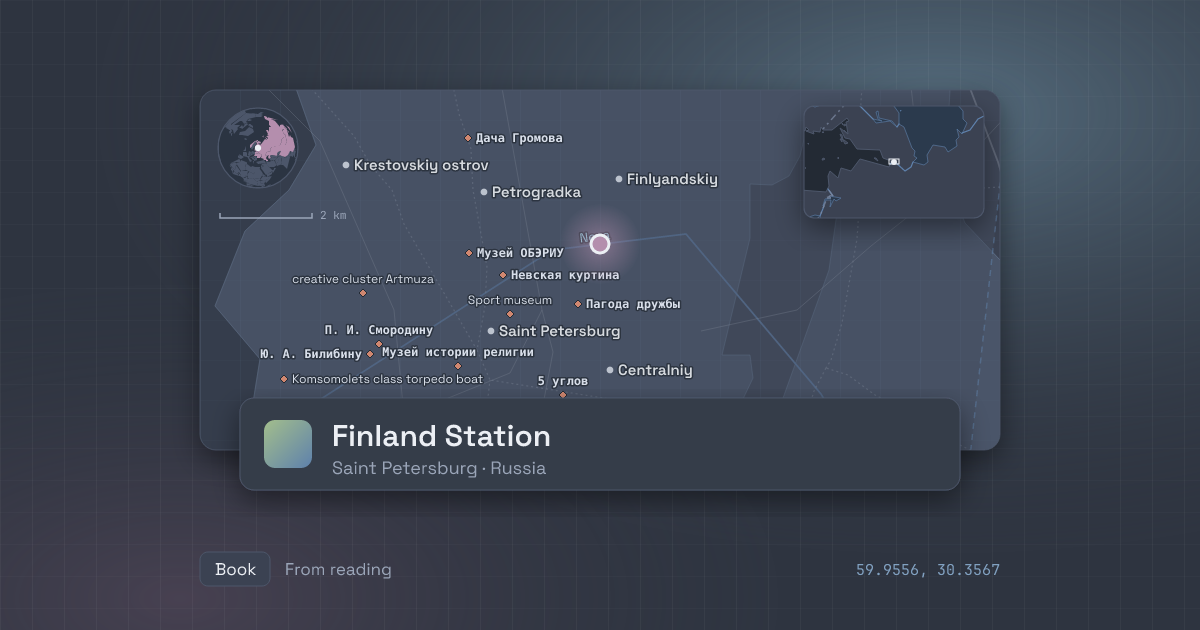 Дача Громова
Krestovskiy ostrov
Finlyandskiy
Petrogradka
2 km
Музей ОБЭРИУ
Невская куртина
creative cluster Artmuza
Sport museum
Пагода дружбы
П. И. Смородину
Saint Petersburg
Ю. А. Билибину
Музей истории религии
Centralniy
Komsomolets class torpedo boat
5 углов
Finland Station
Saint Petersburg · Russia
Book
From reading
59.9556, 30.3567